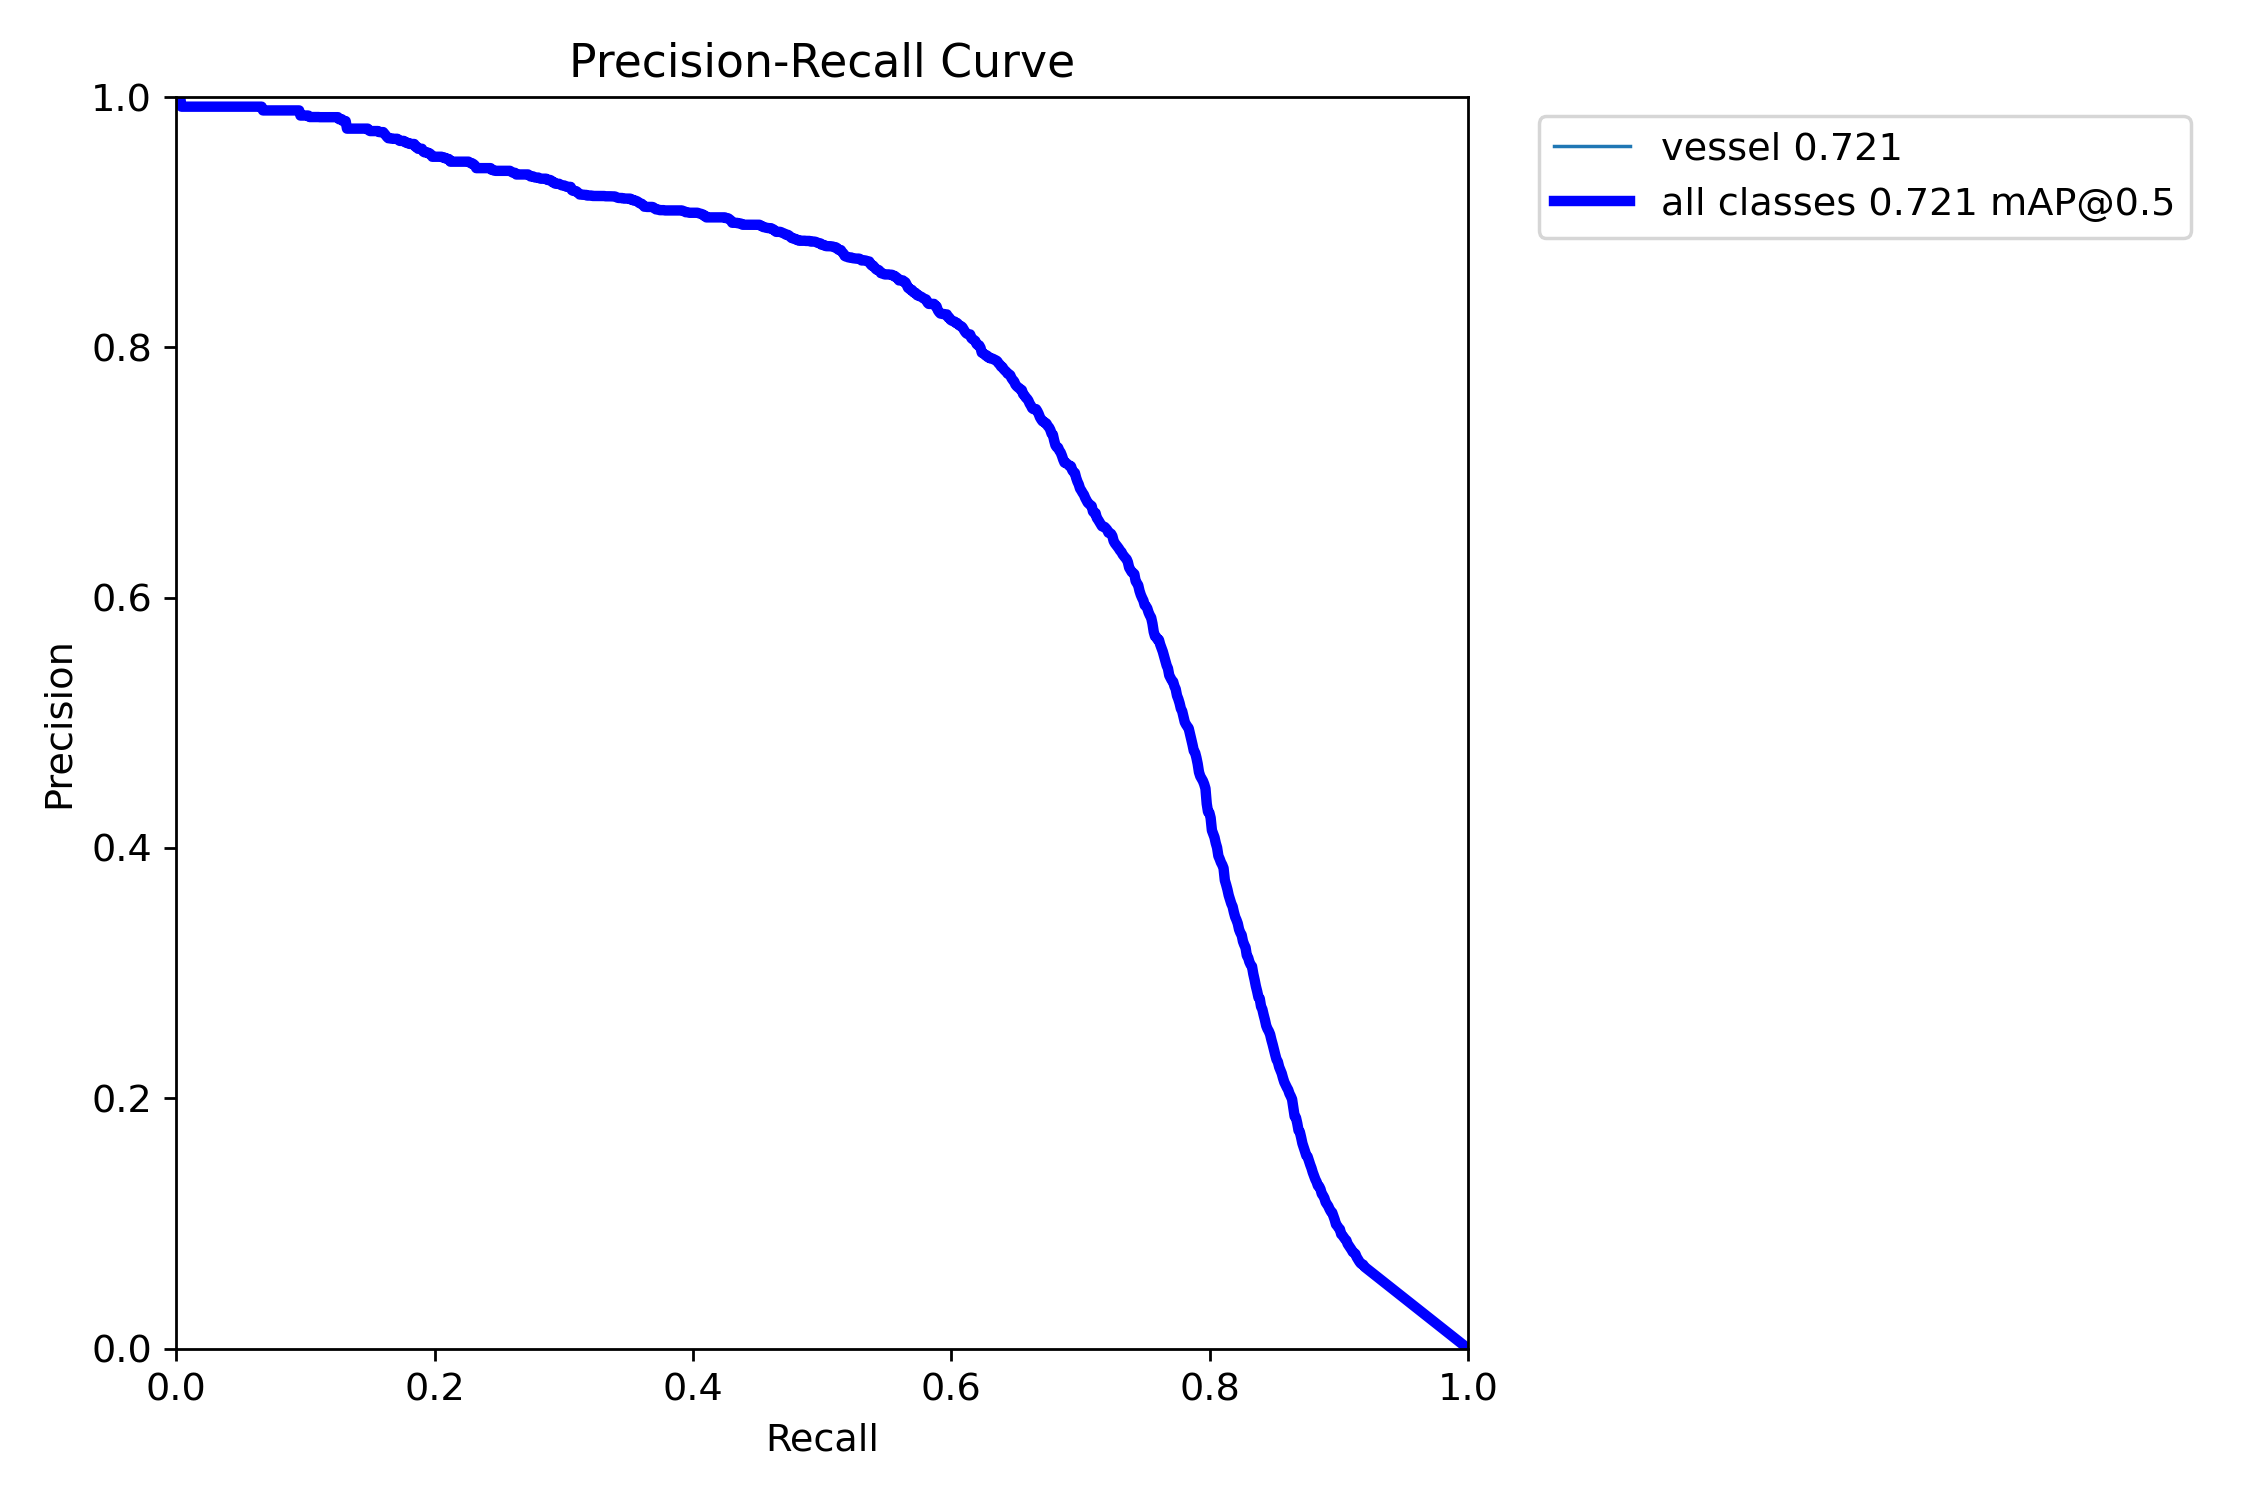 Precision-Recall Curve
vessel 0.721
all classes 0.721 mAP@0.5
1.0
0.8
0.6
0.4
0.2
0.0
Precision
0.0 0.2 0.4 0.6 0.8 1.0
Recall